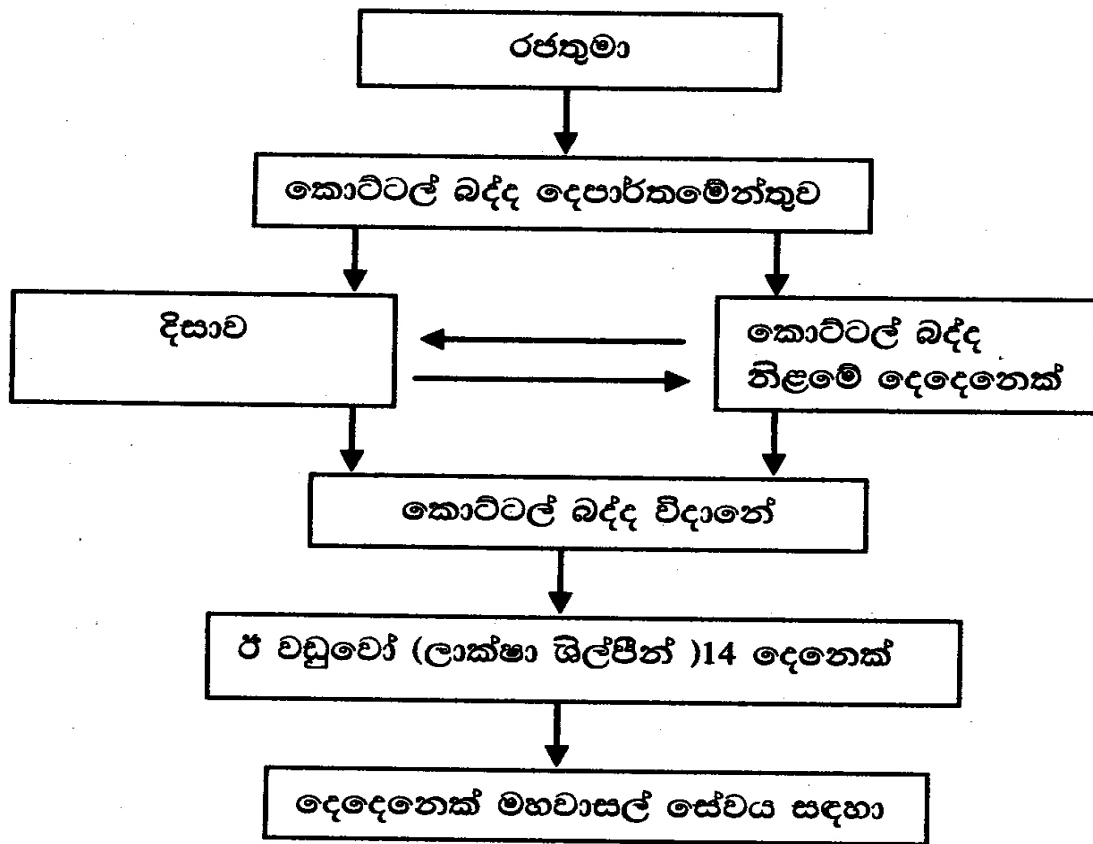 රජතුමා
කොට්ටල් බද්ද දෙපාර්තමේන්තුව
දිසාව
කොට්ටල් බද්ද
නිළමේ දෙදෙනෙක්
කොට්ටල් බද්ද විදානේ
ඊ වඩුවෝ (ලාක්ෂා ශිල්පීන් )14 දෙනෙක්
දෙදෙනෙක් මහවාසල් සේවය සඳහා